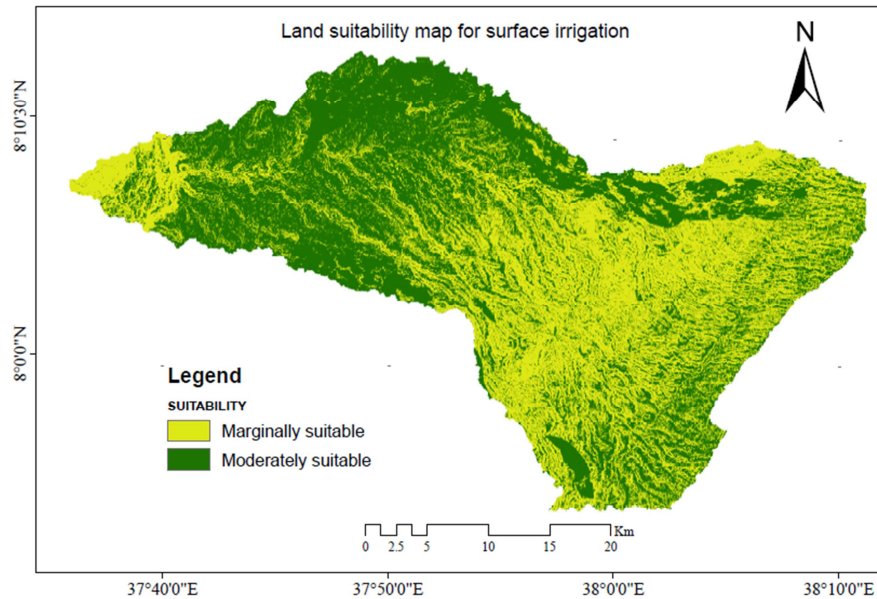 Land suitability map for surface irrigation
N
8°10'30"N
8°0'0"N
Legend
SUITABILITY
Marginally suitable
Moderately suitable
Km
0 2.5 5 10 15 20
37°40'0"E 37°50'0"E 38°0'0"E 38°10'0"E